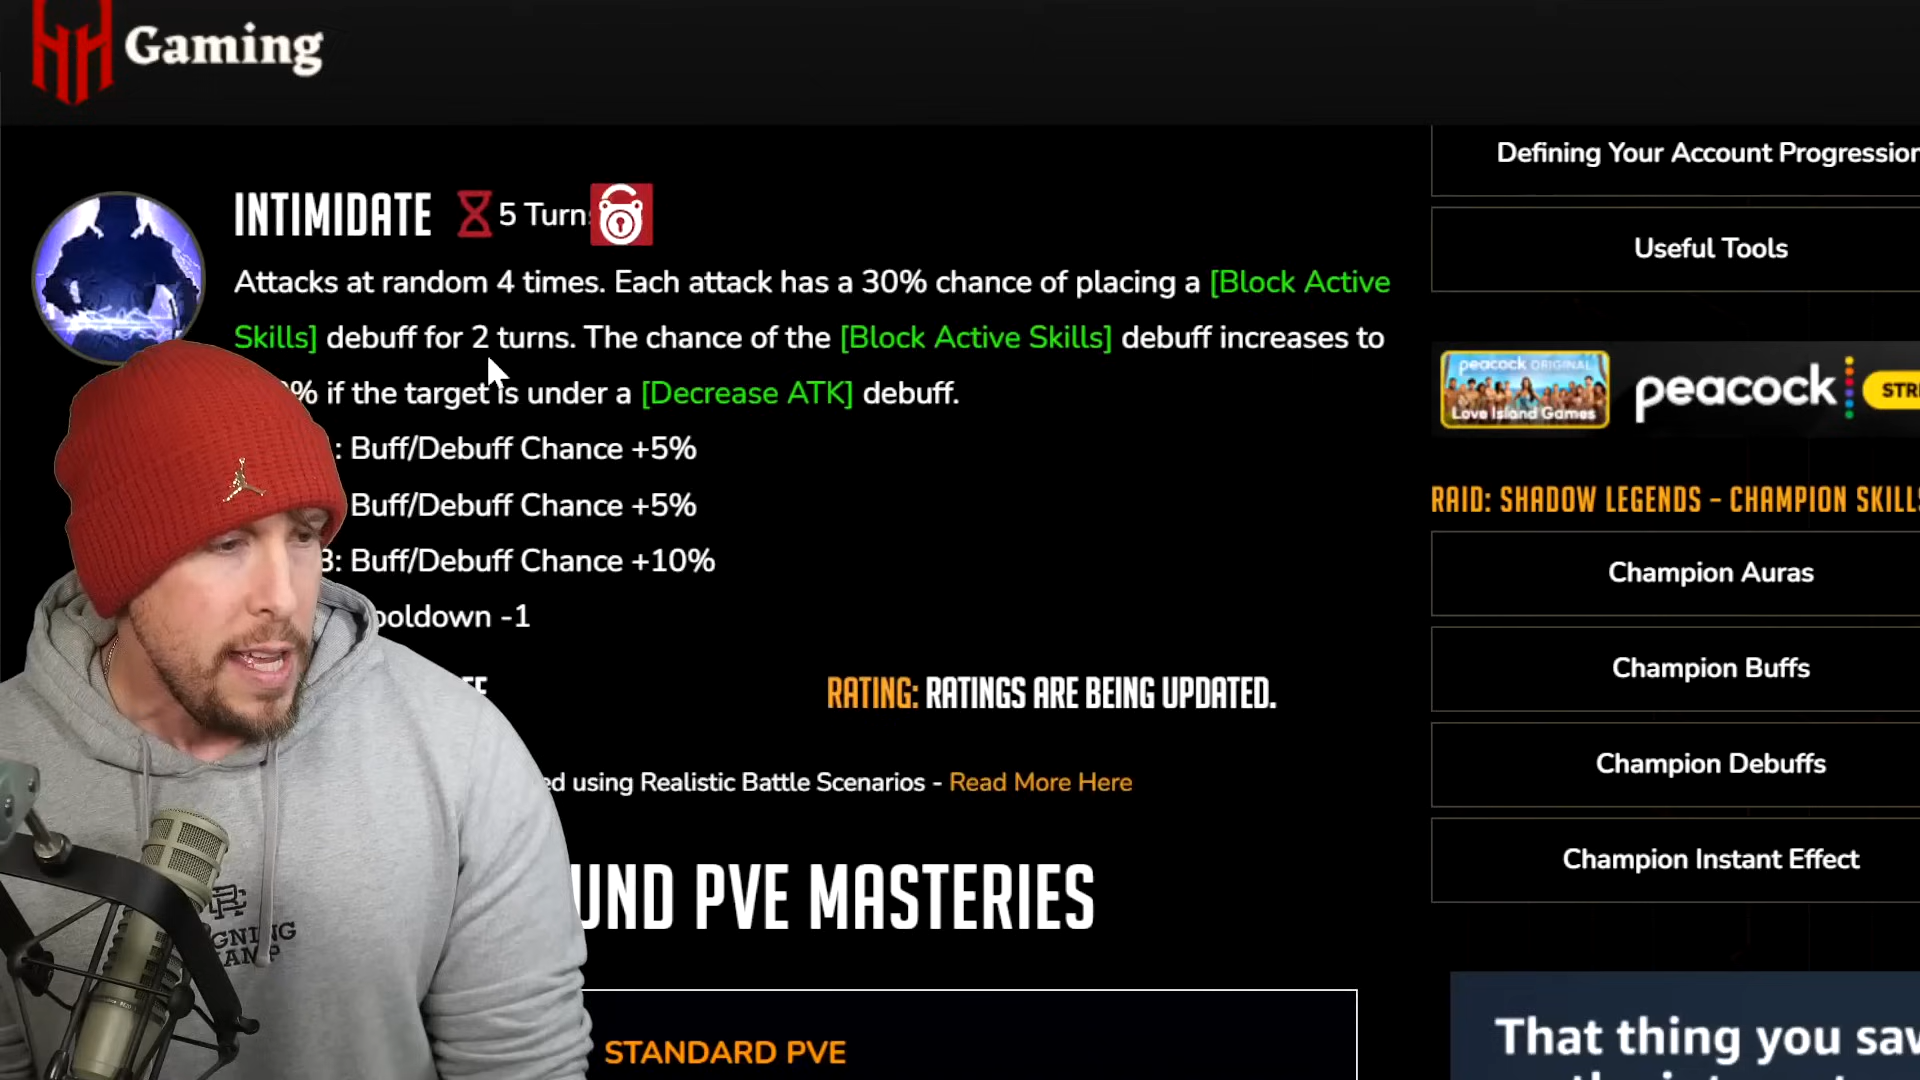 Gaming
INTIMIDATE 5 Turn
Attacks at random 4 times. Each attack has a 30% chance of placing a [Block Active
Skills] debuff for 2 turns. The chance of the [Block Active Skills] debuff increases to
% if the target is under a [Decrease ATK] debuff.
: Buff/Debuff Chance +5%
Buff/Debuff Chance +5%
3: Buff/Debuff Chance +10%
ooldown -1
RATING: RATINGS ARE BEING UPDATED.
ed using Realistic Battle Scenarios - Read More Here
UND PVE MASTERIES
STANDARD PVE
Defining Your Account Progression
Useful Tools
peacock ORIGINAL
Love Island Games
peacock
STR
RAID: SHADOW LEGENDS – CHAMPION SKILLS
Champion Auras
Champion Buffs
Champion Debuffs
Champion Instant Effect
That thing you saw